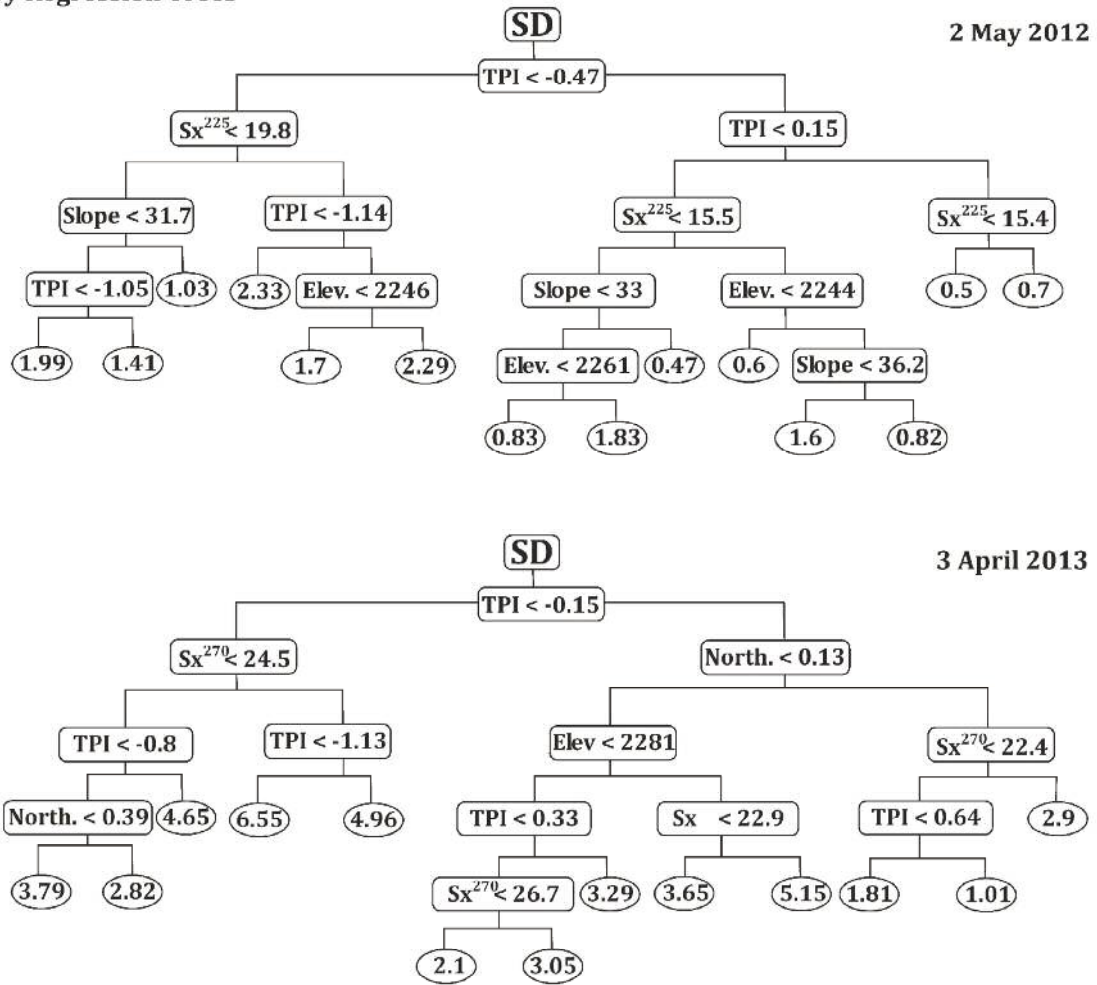 SD
2 May 2012
TPI < -0.47
Sx²²⁵< 19.8
TPI < 0.15
Slope < 31.7
TPI < -1.14
Sx²²⁵< 15.5
Sx²²⁵< 15.4
TPI < -1.05
1.03
2.33
Elev. < 2246
Slope < 33
Elev. < 2244
0.5
0.7
1.99
1.41
1.7
2.29
Elev. < 2261
0.47
0.6
Slope < 36.2
0.83
1.83
1.6
0.82
SD
3 April 2013
TPI < -0.15
Sx²⁷⁰< 24.5
North. < 0.13
TPI < -0.8
TPI < -1.13
Elev < 2281
Sx²⁷⁰< 22.4
North. < 0.39
4.65
6.55
4.96
TPI < 0.33
Sx < 22.9
TPI < 0.64
2.9
3.79
2.82
Sx²⁷⁰< 26.7
3.29
3.65
5.15
1.81
1.01
2.1
3.05